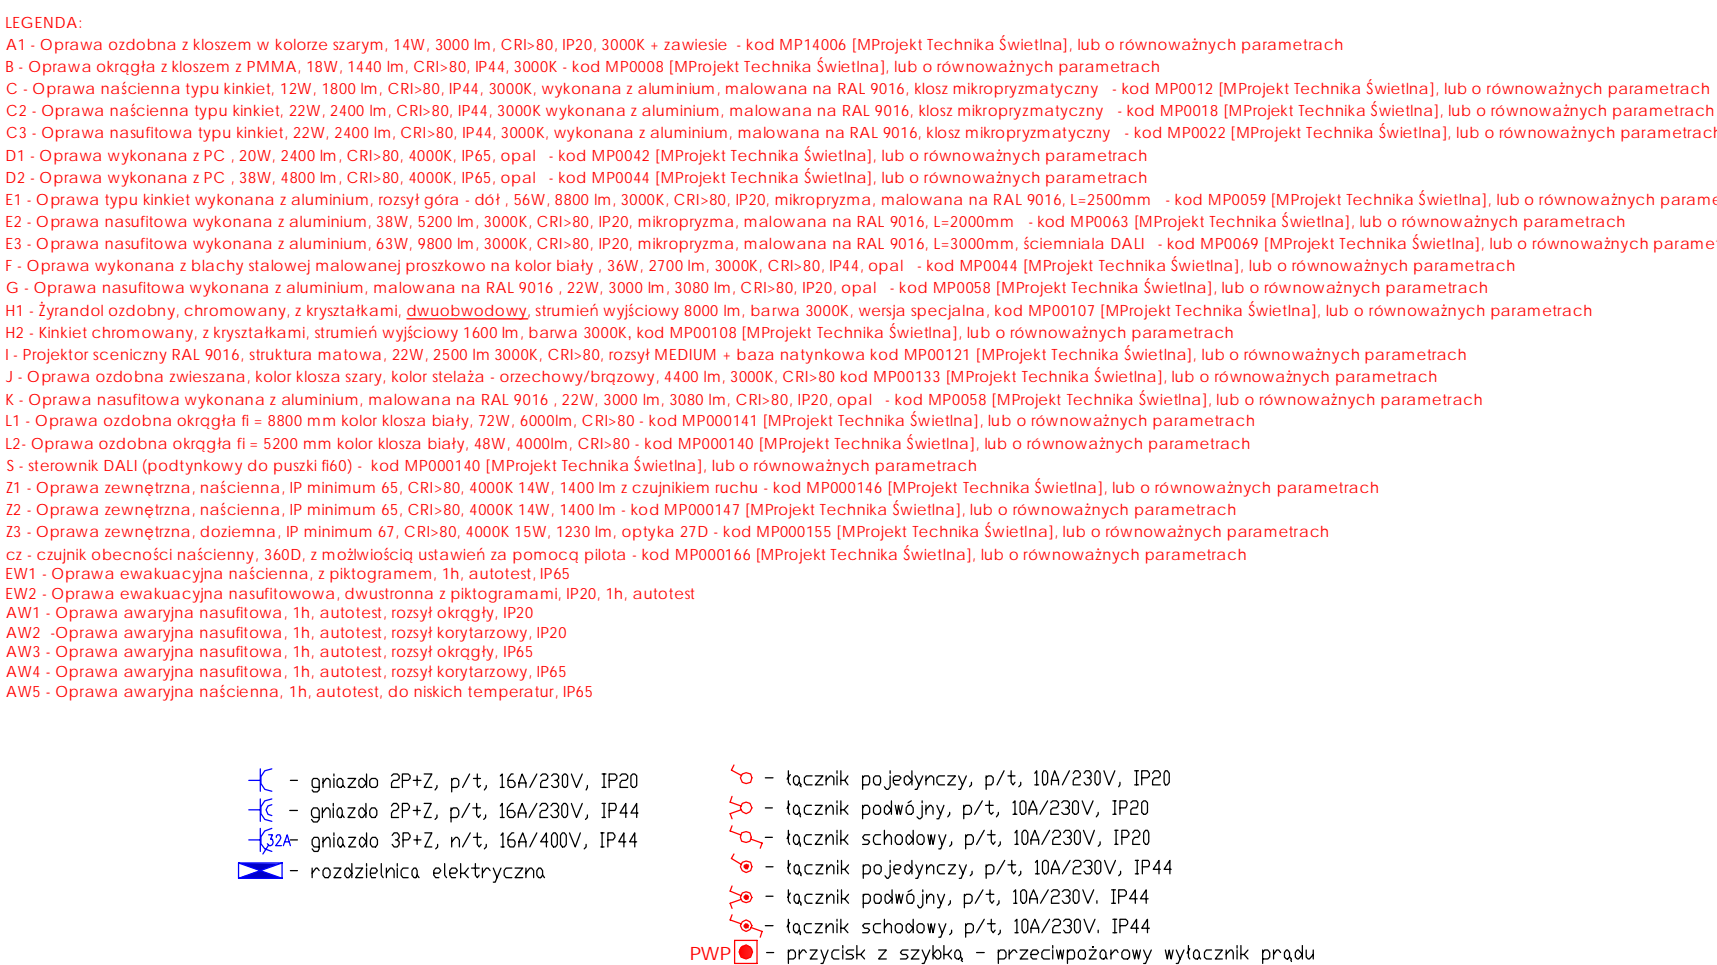 LEGENDA:
A1 - Oprawa ozdobna z kloszem w kolorze szarym, 14W, 3000 lm, CRI>80, IP20, 3000K + zawiesie - kod MP14006 [MProjekt Technika Świetlna], lub o równoważnych parametrach
B - Oprawa okrągła z kloszem z PMMA, 18W, 1440 lm, CRI>80, IP44, 3000K - kod MP0008 [MProjekt Technika Świetlna], lub o równoważnych parametrach
C - Oprawa naścienna typu kinkiet, 12W, 1800 lm, CRI>80, IP44, 3000K, wykonana z aluminium, malowana na RAL 9016, klosz mikropryzmatyczny - kod MP0012 [MProjekt Technika Świetlna], lub o równoważnych parametrach
C2 - Oprawa naścienna typu kinkiet, 22W, 2400 lm, CRI>80, IP44, 3000K wykonana z aluminium, malowana na RAL 9016, klosz mikropryzmatyczny - kod MP0018 [MProjekt Technika Świetlna], lub o równoważnych parametrach
C3 - Oprawa nasufitowa typu kinkiet, 22W, 2400 lm, CRI>80, IP44, 3000K, wykonana z aluminium, malowana na RAL 9016, klosz mikropryzmatyczny - kod MP0022 [MProjekt Technika Świetlna], lub o równoważnych parametrach
D1 - Oprawa wykonana z PC , 20W, 2400 lm, CRI>80, 4000K, IP65, opal - kod MP0042 [MProjekt Technika Świetlna], lub o równoważnych parametrach
D2 - Oprawa wykonana z PC , 38W, 4800 lm, CRI>80, 4000K, IP65, opal - kod MP0044 [MProjekt Technika Świetlna], lub o równoważnych parametrach
E1 - Oprawa typu kinkiet wykonana z aluminium, rozsył góra - dół , 56W, 8800 lm, 3000K, CRI>80, IP20, mikropryzma, malowana na RAL 9016, L=2500mm - kod MP0059 [MProjekt Technika Świetlna], lub o równoważnych parame
E2 - Oprawa nasufitowa wykonana z aluminium, 38W, 5200 lm, 3000K, CRI>80, IP20, mikropryzma, malowana na RAL 9016, L=2000mm - kod MP0063 [MProjekt Technika Świetlna], lub o równoważnych parametrach
E3 - Oprawa nasufitowa wykonana z aluminium, 63W, 9800 lm, 3000K, CRI>80, IP20, mikropryzma, malowana na RAL 9016, L=3000mm, ściemniala DALI - kod MP0069 [MProjekt Technika Świetlna], lub o równoważnych parame
F - Oprawa wykonana z blachy stalowej malowanej proszkowo na kolor biały , 36W, 2700 lm, 3000K, CRI>80, IP44, opal - kod MP0044 [MProjekt Technika Świetlna], lub o równoważnych parametrach
G - Oprawa nasufitowa wykonana z aluminium, malowana na RAL 9016 , 22W, 3000 lm, 3080 lm, CRI>80, IP20, opal - kod MP0058 [MProjekt Technika Świetlna], lub o równoważnych parametrach
H1 - Żyrandol ozdobny, chromowany, z kryształkami, dwuobwodowy, strumień wyjściowy 8000 lm, barwa 3000K, wersja specjalna, kod MP00107 [MProjekt Technika Świetlna], lub o równoważnych parametrach
H2 - Kinkiet chromowany, z kryształkami, strumień wyjściowy 1600 lm, barwa 3000K, kod MP00108 [MProjekt Technika Świetlna], lub o równoważnych parametrach
I - Projektor sceniczny RAL 9016, struktura matowa, 22W, 2500 lm 3000K, CRI>80, rozsył MEDIUM + baza natynkowa kod MP00121 [MProjekt Technika Świetlna], lub o równoważnych parametrach
J - Oprawa ozdobna zwieszana, kolor klosza szary, kolor stelaża - orzechowy/brązowy, 4400 lm, 3000K, CRI>80 kod MP00133 [MProjekt Technika Świetlna], lub o równoważnych parametrach
K - Oprawa nasufitowa wykonana z aluminium, malowana na RAL 9016 , 22W, 3000 lm, 3080 lm, CRI>80, IP20, opal - kod MP0058 [MProjekt Technika Świetlna], lub o równoważnych parametrach
L1 - Oprawa ozdobna okrągła fi = 8800 mm kolor klosza biały, 72W, 6000lm, CRI>80 - kod MP000141 [MProjekt Technika Świetlna], lub o równoważnych parametrach
L2- Oprawa ozdobna okrągła fi = 5200 mm kolor klosza biały, 48W, 4000lm, CRI>80 - kod MP000140 [MProjekt Technika Świetlna], lub o równoważnych parametrach
S - sterownik DALI (podtynkowy do puszki fi60) - kod MP000140 [MProjekt Technika Świetlna], lub o równoważnych parametrach
Z1 - Oprawa zewnętrzna, naścienna, IP minimum 65, CRI>80, 4000K 14W, 1400 lm z czujnikiem ruchu - kod MP000146 [MProjekt Technika Świetlna], lub o równoważnych parametrach
Z2 - Oprawa zewnętrzna, naścienna, IP minimum 65, CRI>80, 4000K 14W, 1400 lm - kod MP000147 [MProjekt Technika Świetlna], lub o równoważnych parametrach
Z3 - Oprawa zewnętrzna, doziemna, IP minimum 67, CRI>80, 4000K 15W, 1230 lm, optyka 27D - kod MP000155 [MProjekt Technika Świetlna], lub o równoważnych parametrach
cz - czujnik obecności naścienny, 360D, z możlwiością ustawień za pomocą pilota - kod MP000166 [MProjekt Technika Świetlna], lub o równoważnych parametrach
EW1 - Oprawa ewakuacyjna naścienna, z piktogramem, 1h, autotest, IP65
EW2 - Oprawa ewakuacyjna nasufitowowa, dwustronna z piktogramami, IP20, 1h, autotest
AW1 - Oprawa awaryjna nasufitowa, 1h, autotest, rozsył okrągły, IP20
AW2 -Oprawa awaryjna nasufitowa, 1h, autotest, rozsył korytarzowy, IP20
AW3 - Oprawa awaryjna nasufitowa, 1h, autotest, rozsył okrągły, IP65
AW4 - Oprawa awaryjna nasufitowa, 1h, autotest, rozsył korytarzowy, IP65
AW5 - Oprawa awaryjna naścienna, 1h, autotest, do niskich temperatur, IP65
- gniazdo 2P+Z, p/t, 16A/230V, IP20
- gniazdo 2P+Z, p/t, 16A/230V, IP44
32A - gniazdo 3P+Z, n/t, 16A/400V, IP44
- rozdzielnica elektryczna
- łącznik pojedynczy, p/t, 10A/230V, IP20
- łącznik podwójny, p/t, 10A/230V, IP20
- łącznik schodowy, p/t, 10A/230V, IP20
- łącznik pojedynczy, p/t, 10A/230V, IP44
- łącznik podwójny, p/t, 10A/230V. IP44
- łącznik schodowy, p/t, 10A/230V. IP44
PWP - przycisk z szybką - przeciwpożarowy wyłącznik prądu